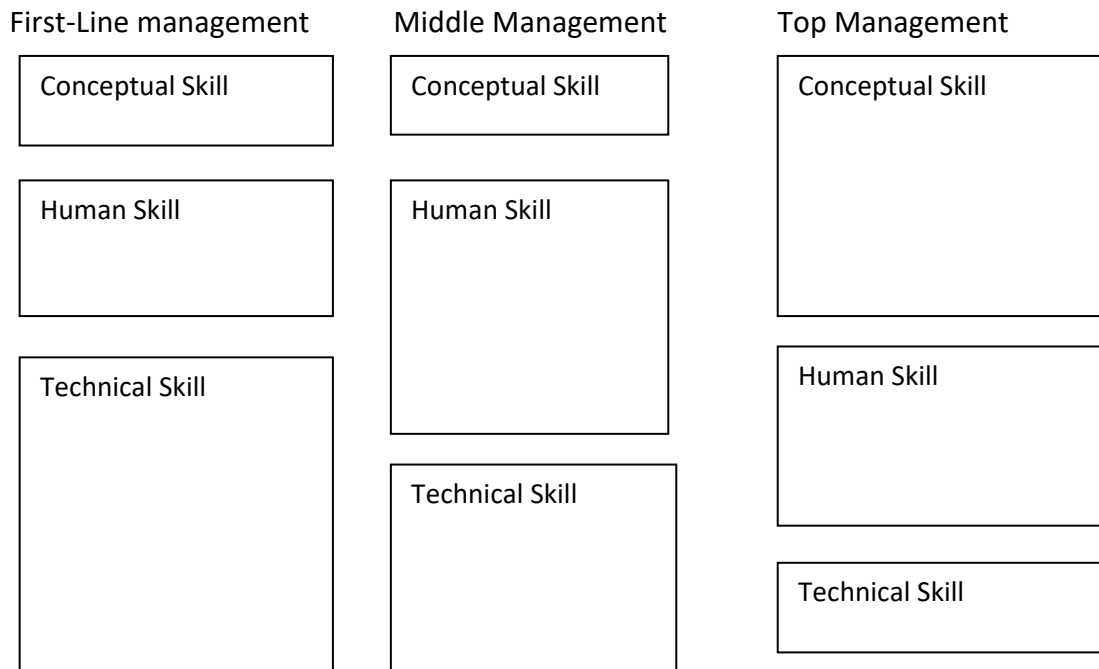 First-Line management
Middle Management
Top Management
Conceptual Skill
Conceptual Skill
Conceptual Skill
Human Skill
Human Skill
Human Skill
Technical Skill
Technical Skill
Technical Skill